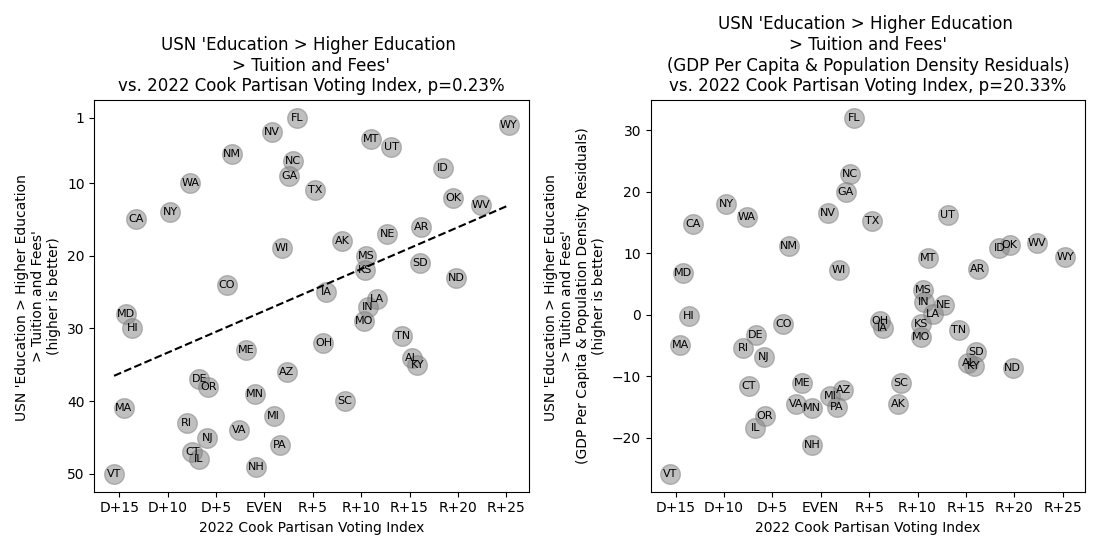 USN 'Education > Higher Education
> Tuition and Fees'
vs. 2022 Cook Partisan Voting Index, p=0.23%
USN 'Education > Higher Education
> Tuition and Fees'
(higher is better)
1
10
20
30
40
50
FL
NV
WY
MT
UT
NM
NC
ID
GA
WA
TX
OK
WV
NY
CA
AR
NE
AK
WI
MS
SD
KS
ND
CO
IA
LA
IN
MD
MO
HI
TN
OH
ME
AL
KY
AZ
DE
OR
MN
SC
MA
MI
RI
VA
NJ
PA
CT
IL
NH
VT
D+15 D+10 D+5 EVEN R+5 R+10 R+15 R+20 R+25
2022 Cook Partisan Voting Index
USN 'Education > Higher Education
> Tuition and Fees'
(GDP Per Capita & Population Density Residuals)
vs. 2022 Cook Partisan Voting Index, p=20.33%
USN 'Education > Higher Education
> Tuition and Fees'
(GDP Per Capita & Population Density Residuals)
(higher is better)
30
20
10
0
−10
−20
FL
NC
GA
NY
NV
WA
UT
TX
CA
WV
OK
NM
ID
WY
MT
AR
WI
MD
MS
IN
NE
LA
HI
OH
KS
CO
IA
TN
DE
MO
MA
RI
SD
NJ
AL
KY
ND
ME
SC
CT
AZ
MI
AK
VA
MN
PA
OR
IL
NH
VT
D+15 D+10 D+5 EVEN R+5 R+10 R+15 R+20 R+25
2022 Cook Partisan Voting Index